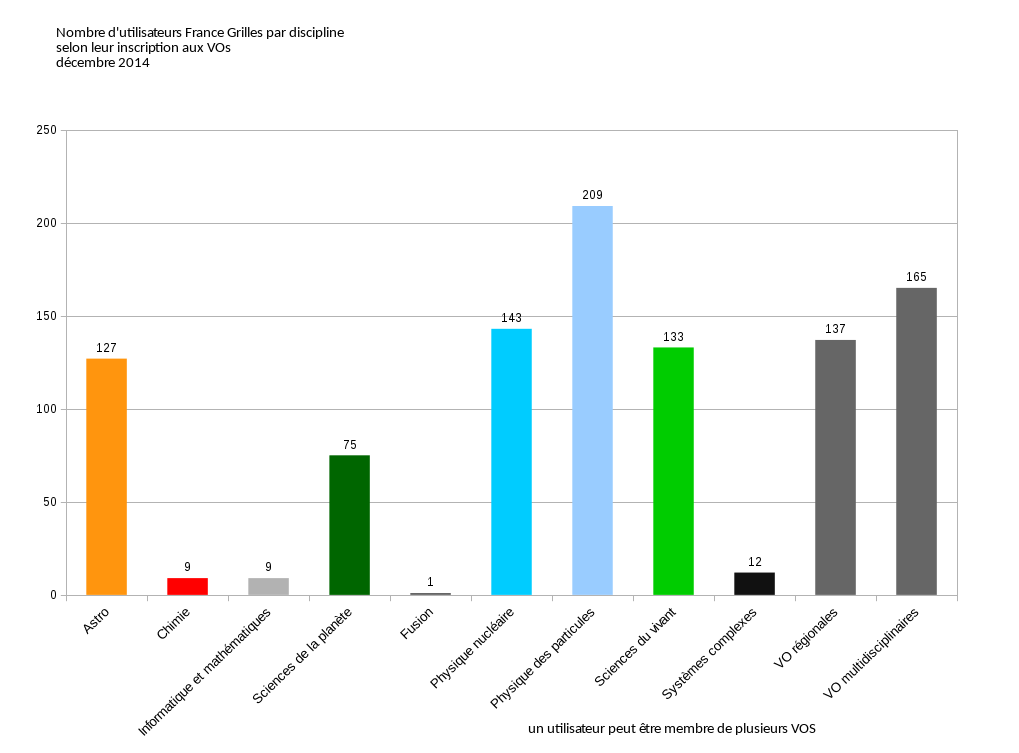 Nombre d'utilisateurs France Grilles par discipline
selon leur inscription aux VOs
décembre 2014
250
200
150
100
50
0
127
9
9
75
1
143
209
133
12
137
165
Astro
Chimie
Informatique et mathématiques
Sciences de la planète
Fusion
Physique nucléaire
Physique des particules
Sciences du vivant
Systèmes complexes
VO régionales
VO multidisciplinaires
un utilisateur peut être membre de plusieurs VOS